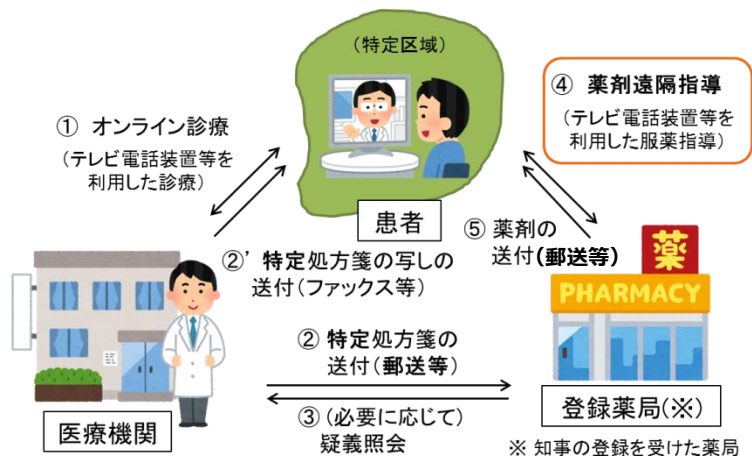 (特定区域)
① オンライン診療
(テレビ電話装置等を
利用した診療)
④ 薬剤遠隔指導
(テレビ電話装置等を
利用した服薬指導)
患者
②’ 特定処方箋の写しの
送付(ファックス等)
⑤ 薬剤の
送付(郵送等)
薬
PHARMACY
② 特定処方箋の
送付(郵送等)
③ (必要に応じて)
疑義照会
医療機関
登録薬局(※)
※ 知事の登録を受けた薬局